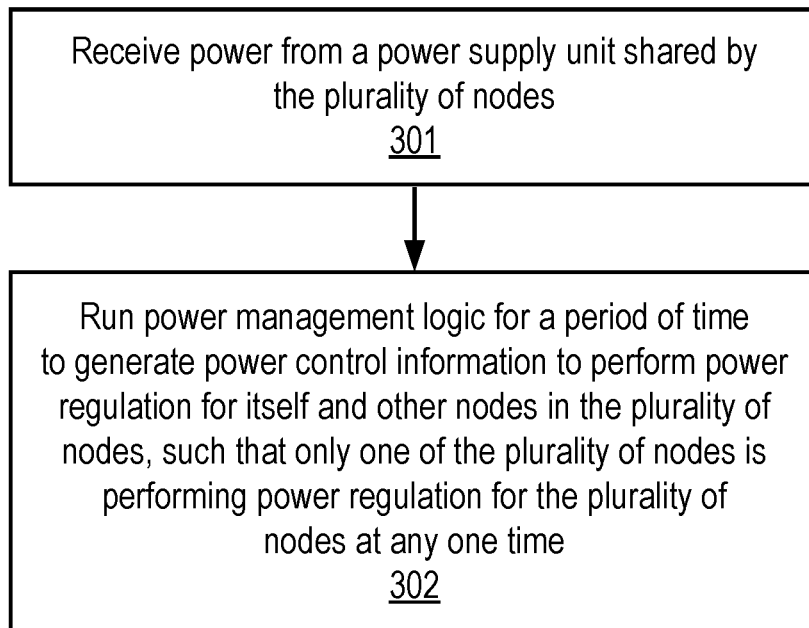 Receive power from a power supply unit shared by
the plurality of nodes
301
Run power management logic for a period of time
to generate power control information to perform power
regulation for itself and other nodes in the plurality of
nodes, such that only one of the plurality of nodes is
performing power regulation for the plurality of
nodes at any one time
302